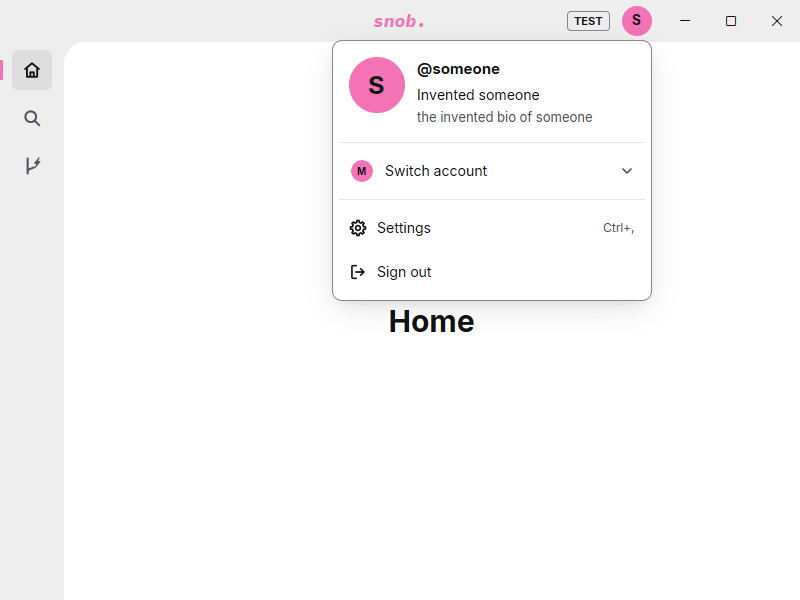 snob.
TEST
S
S
@someone
Invented someone
the invented bio of someone
M
Switch account
Settings
Ctrl+,
Sign out
Home